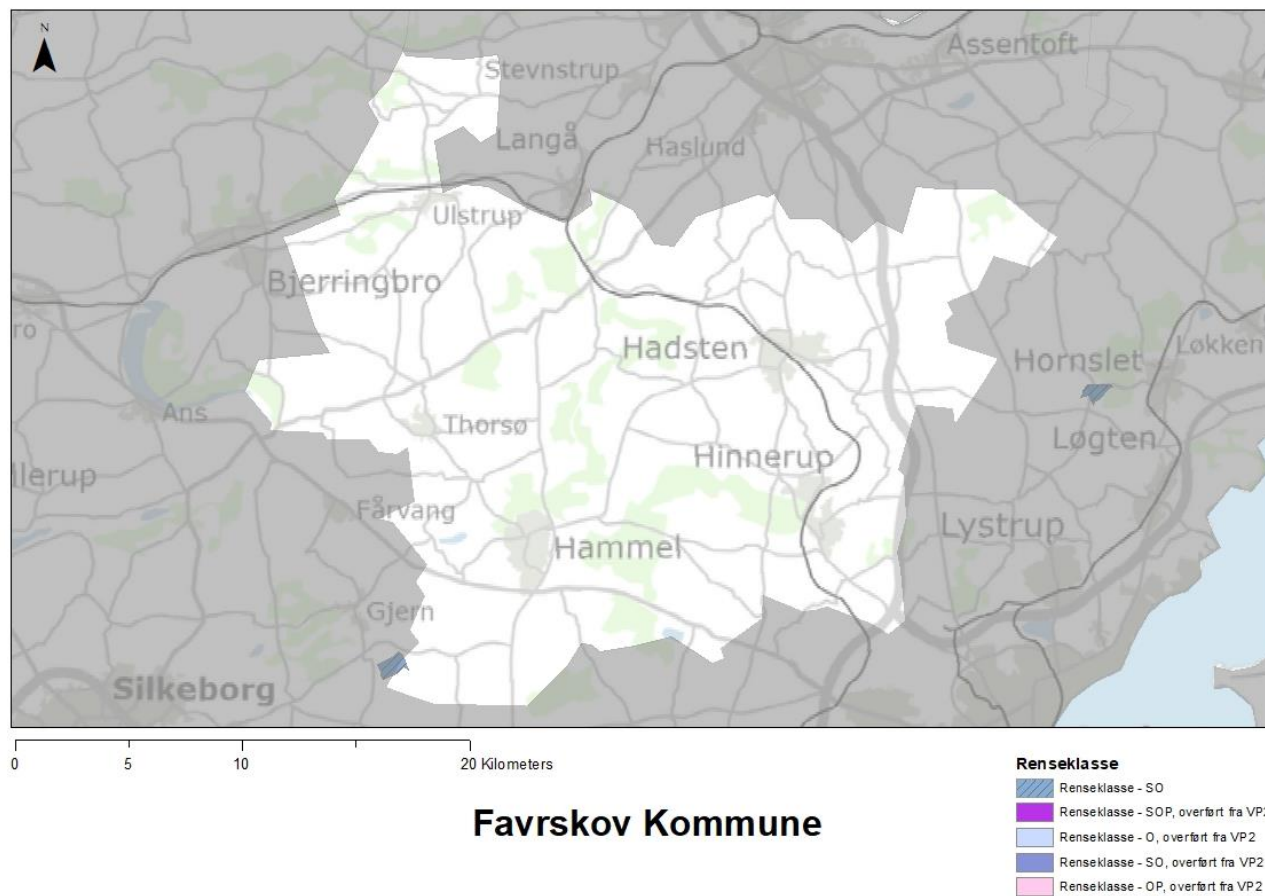 N
Assentoft
Stevnstrup
Langå
Haslund
Ulstrup
Bjerringbro
ro
Hadsten
Hornslet
Løkken
Ans
Thorsø
Løgten
Hinnerup
llerup
Fårvang
Lystrup
Hammel
Gjern
Silkeborg
0 5 10 20 Kilometers
Favrskov Kommune
Renseklasse
Renseklasse - SO
Renseklasse - SOP, overført fra VP2
Renseklasse - O, overført fra VP2
Renseklasse - SO, overført fra VP2
Renseklasse - OP, overført fra VP2